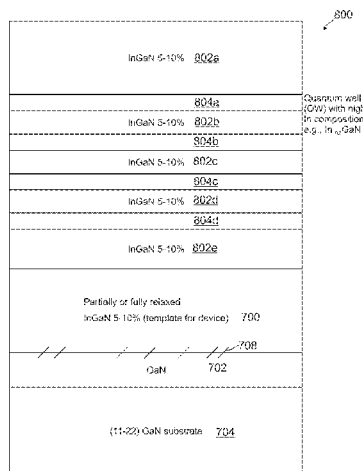 800
InGaN 5-10% 802a
804a
Quantum well
(QW) with high
In composition
e.g., In GaN
InGaN 5-10% 802b
804b
InGaN 5-10% 802c
804c
InGaN 5-10% 802d
804d
InGaN 5-10% 802e
Partially or fully relaxed
InGaN 5-10% (template for device) 700
708
GaN 702
(11-22) GaN substrate 704